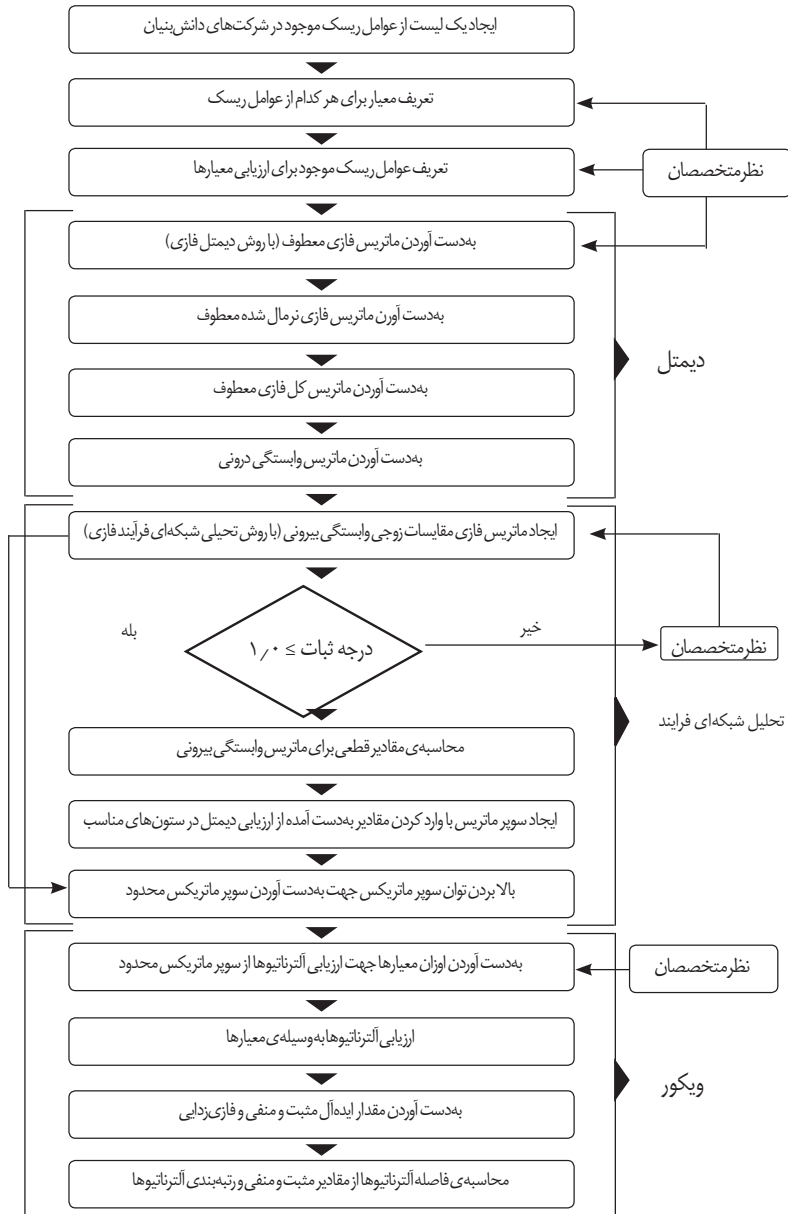 ایجاد یک لیست از عوامل ریسک موجود در شرکت‌های دانش‌بنیان
تعریف معیار برای هر کدام از عوامل ریسک
نظر متخصصان
تعریف عوامل ریسک موجود برای ارزیابی معیارها
به‌دست آوردن ماتریس فازی معطوف (با روش دیمتل فازی)
به‌دست آورن ماتریس فازی نرمال شده معطوف
دیمتل
به‌دست آوردن ماتریس کل فازی معطوف
به‌دست آوردن ماتریس وابستگی درونی
ایجاد ماتریس فازی مقایسات زوجی وابستگی بیرونی (با روش تحیلی شبکه‌ای فرآیند فازی)
خیر
بله
درجه ثبات ≥ ۱٫۰
نظر متخصصان
تحلیل شبکه‌ای فرایند
محاسبه‌ی مقادیر قطعی برای ماتریس وابستگی بیرونی
ایجاد سوپر ماتریس با وارد کردن مقادیر به‌دست آمده از ارزیابی دیمتل در ستون‌های مناسب
بالا بردن توان سوپر ماتریکس جهت به‌دست آوردن سوپر ماتریکس محدود
به‌دست آوردن اوزان معیارها جهت ارزیابی آلترناتیوها از سوپر ماتریکس محدود
نظر متخصصان
ارزیابی آلترناتیوها به وسیله‌ی معیارها
ویکور
به‌دست آوردن مقدار ایده‌آل مثبت و منفی و فازی‌زدایی
محاسبه‌ی فاصله آلترناتیوها از مقادیر مثبت و منفی و رتبه‌بندی آلترناتیوها